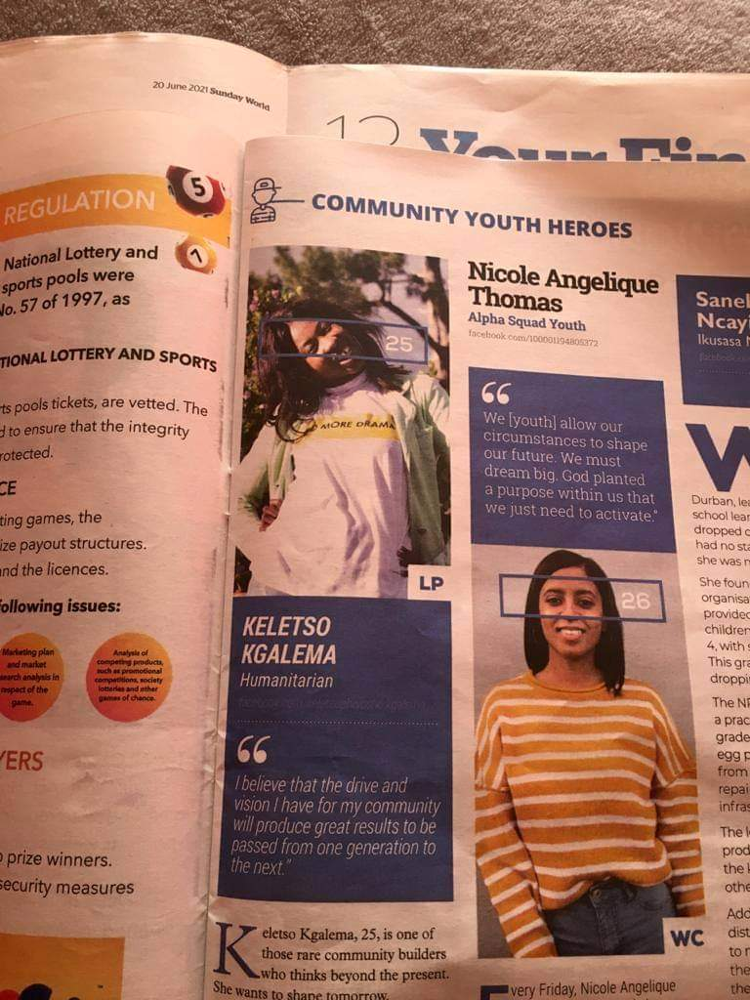 20 June 2021 Sunday World
REGULATION
5
7
National Lottery and
sports pools were
No. 57 of 1997, as
TIONAL LOTTERY AND SPORTS
ts pools tickets, are vetted. The
d to ensure that the integrity
rotected.
CE
ting games, the
ize payout structures.
nd the licences.
ollowing issues:
Marketing plan
and market
search analysis in
respect of the
game.
Analysis of
competing products,
such as promotional
competitions, society
lotteries and other
games of chance.
YERS
prize winners.
security measures
12 Your Fin
COMMUNITY YOUTH HEROES
25
MORE DRAMA
LP
KELETSO
KGALEMA
Humanitarian
I believe that the drive and
vision I have for my community
will produce great results to be
passed from one generation to
the next."
Keletso Kgalema, 25, is one of
those rare community builders
who thinks beyond the present.
She wants to shape tomorrow.
Nicole Angelique
Thomas
Alpha Squad Youth
facebook.com/100001194805372
We [youth] allow our
circumstances to shape
our future. We must
dream big. God planted
a purpose within us that
we just need to activate."
26
WC
Every Friday, Nicole Angelique
Sanel
Ncayi
Ikusasa
W
Durban, lea
school lear
dropped o
had no sta
she was n
She foun
organisa
provided
children
4, with s
This gra
droppi
The NP
a prac
grade
egg p
from
repai
infras
The l
prod
the k
othe
Add
dist
to r
the
the